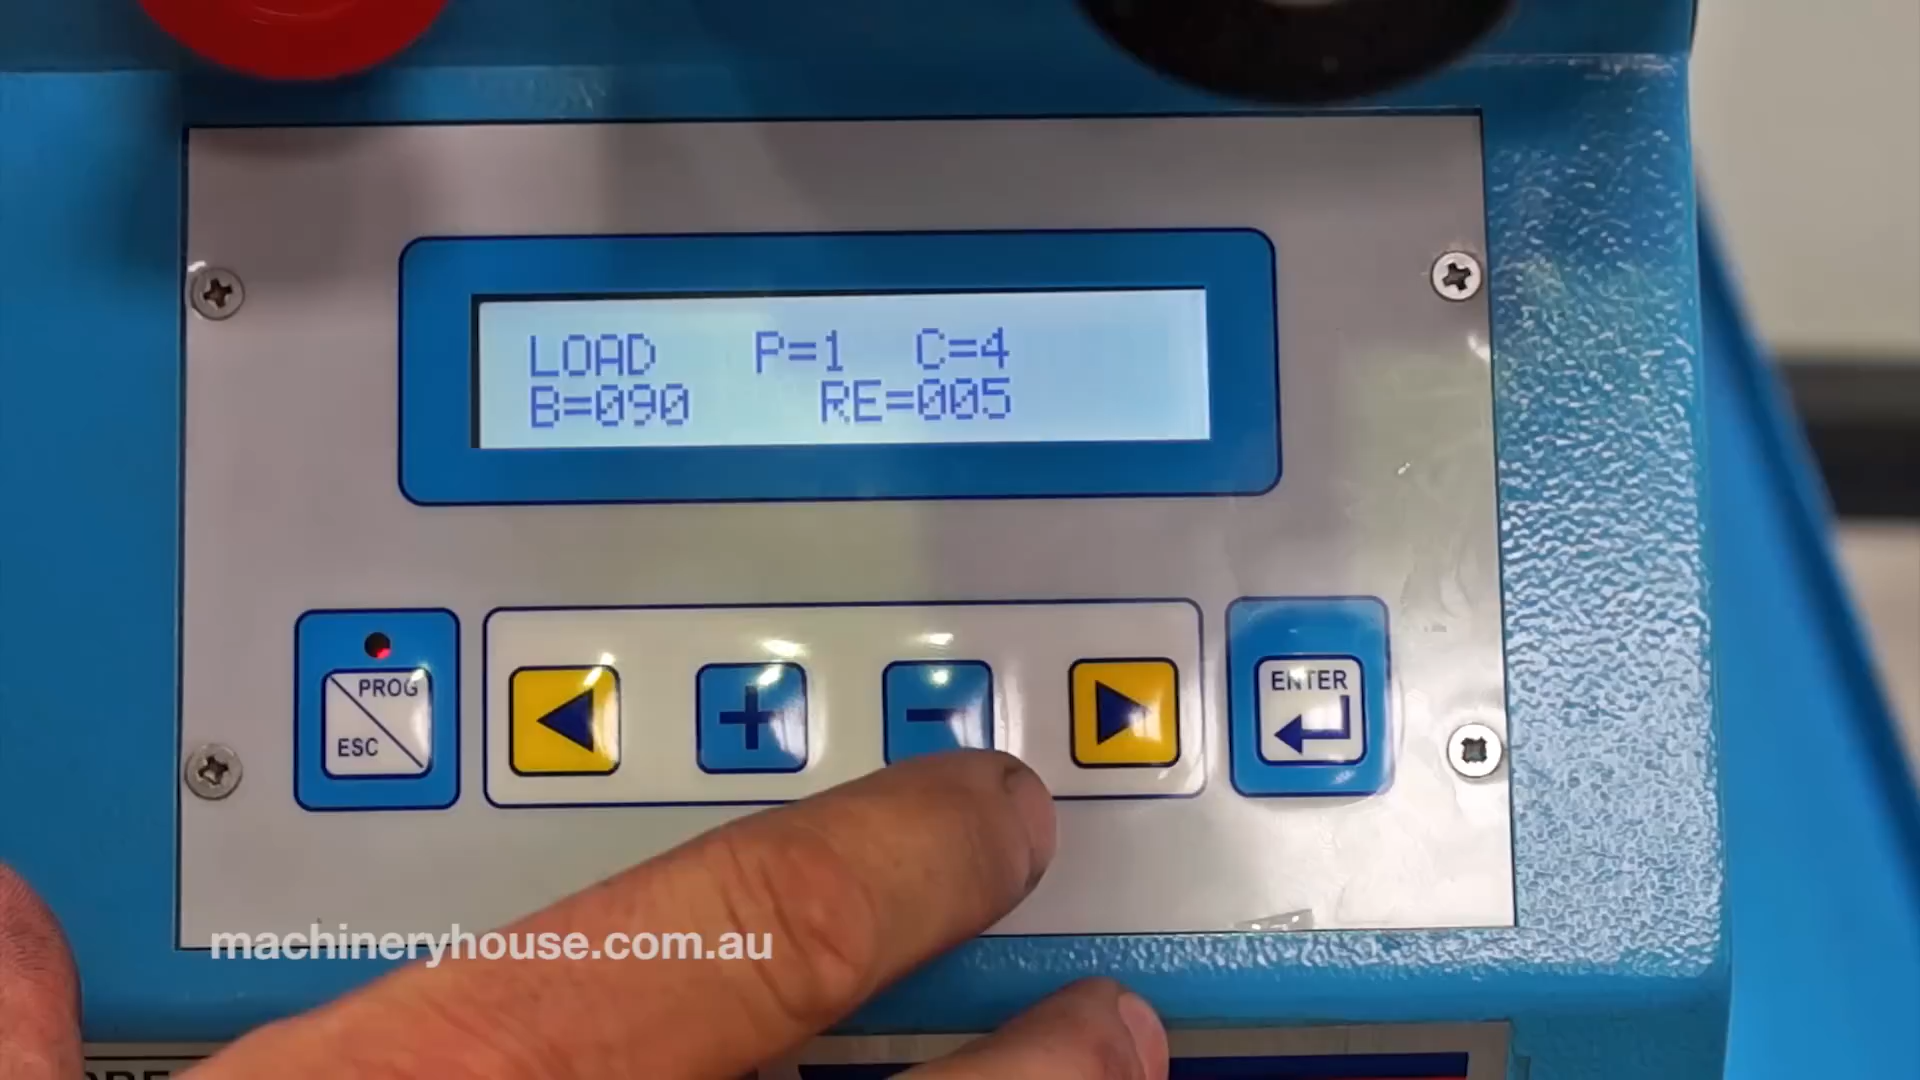 LOAD P=1 C=4
B=090 RE=005
PROG
ESC
ENTER
machineryhouse.com.au